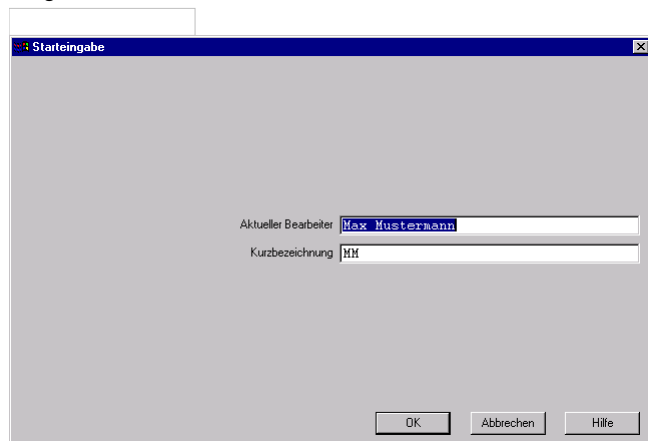 Starteingabe
Aktueller Bearbeiter Max Mustermann
Kurzbezeichnung MM
OK Abbrechen Hilfe